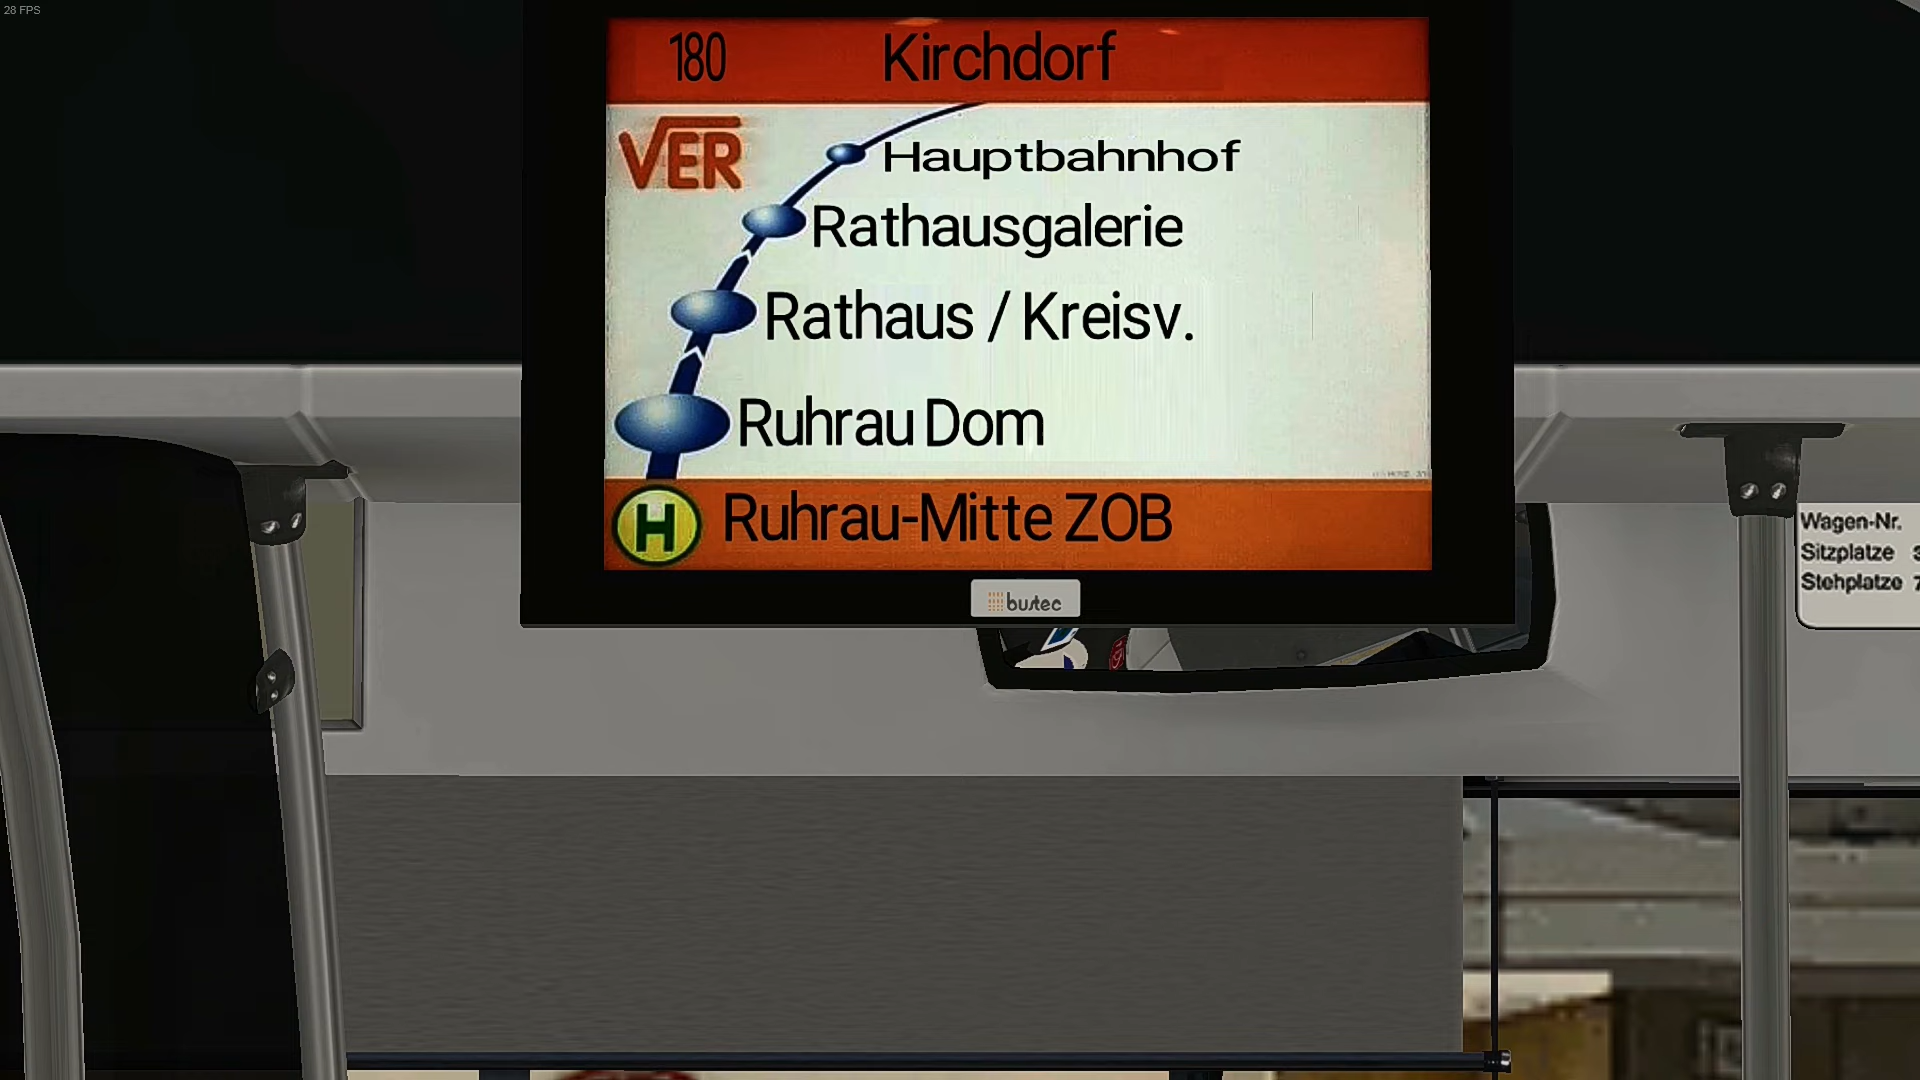 28 FPS
180 Kirchdorf
VER
Hauptbahnhof
Rathausgalerie
Rathaus / Kreisv.
Ruhrau Dom
H Ruhrau-Mitte ZOB
bustec
Wagen-Nr.
Sitzplatze
Stehplatze